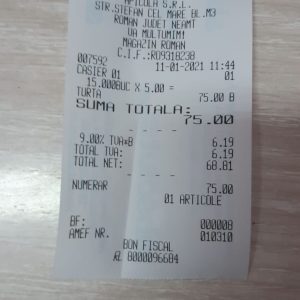 APICOLA S.R.L.
STR.STEFAN CEL MARE BL.M3
ROMAN JUDET NEAMT
VA MULTUMIM!
MAGAZIN ROMAN
C.I.F.:RO9318238
007592 11-01-2021 11:44
CASIER 01 01
15.000BUC X 5.00 =
TURTA 75.00 B
SUMA TOTALA:
75.00
- - - -
9.00% TVA*B 6.19
TOTAL TVA: 6.19
TOTAL NET: 68.81
- - - -
NUMERAR 75.00
01 ARTICOLE
BF: 000008
AMEF NR. 010310
BON FISCAL
8000096684